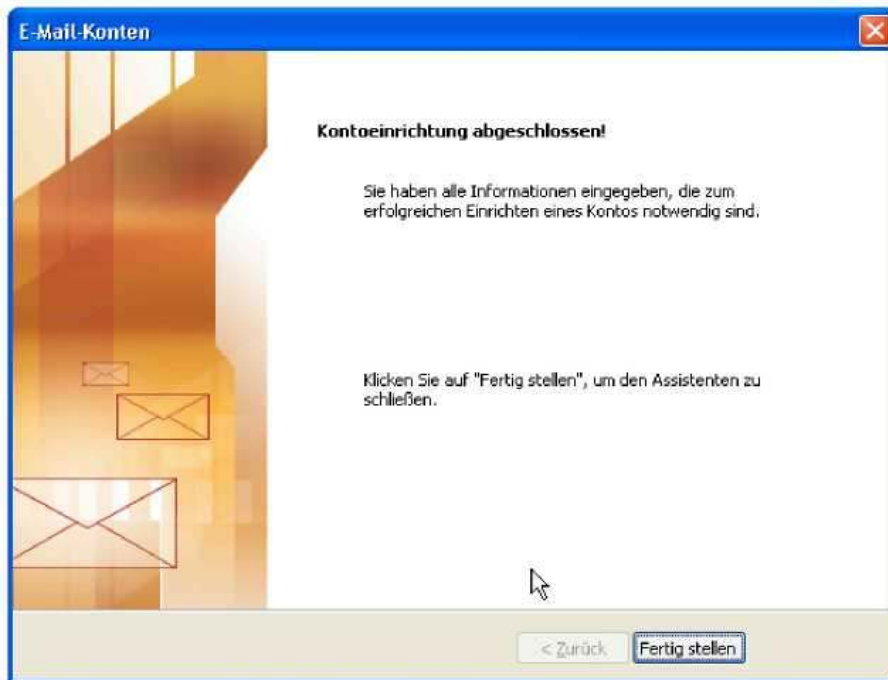 E-Mail-Konten
Kontoeinrichtung abgeschlossen!
Sie haben alle Informationen eingegeben, die zum
erfolgreichen Einrichten eines Kontos notwendig sind.
Klicken Sie auf "Fertig stellen", um den Assistenten zu
schließen.
< Zurück
Fertig stellen